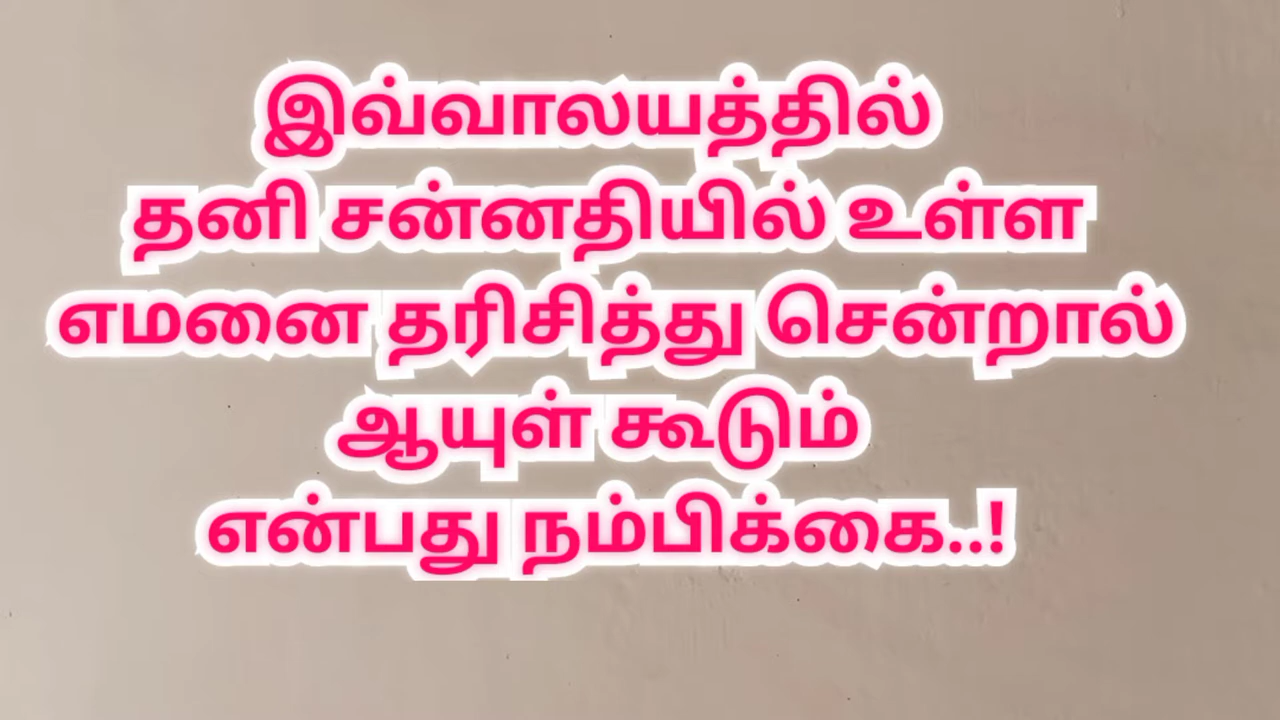 இவ்வாலயத்தில்
தனி சன்னதியில் உள்ள
எமனை தரிசித்து சென்றால்
ஆயுள் கூடும்
என்பது நம்பிக்கை..!